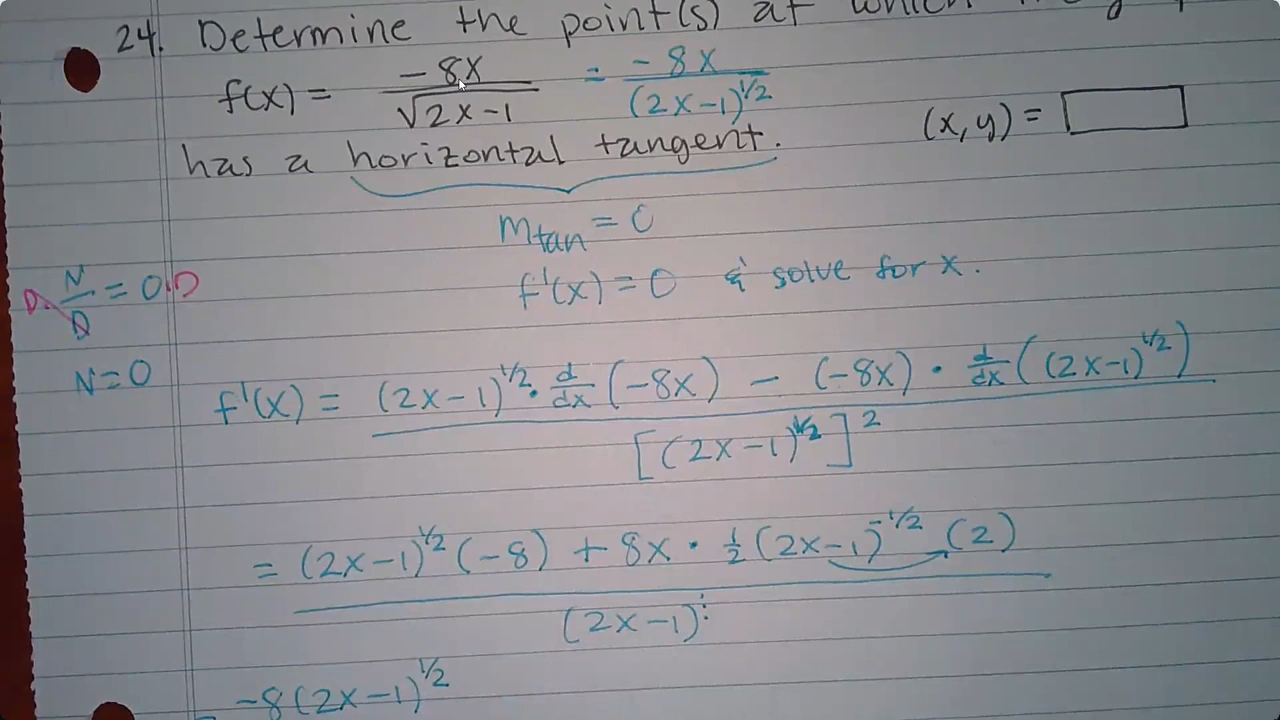 24. Determine the point(s) at which the
f(x) = -8x / √(2x-1) = -8x / (2x-1)^1/2
(x,y) =
has a horizontal tangent.
m tan = 0
f'(x) = 0 & solve for x.
D. N/D = 0.D
N=0
f'(x) = (2x-1)^1/2 · d/dx (-8x) - (-8x) · d/dx ((2x-1)^1/2) / [(2x-1)^1/2]^2
= (2x-1)^1/2 (-8) + 8x · 1/2 (2x-1)^-1/2 (2) / (2x-1)
-8(2x-1)^1/2